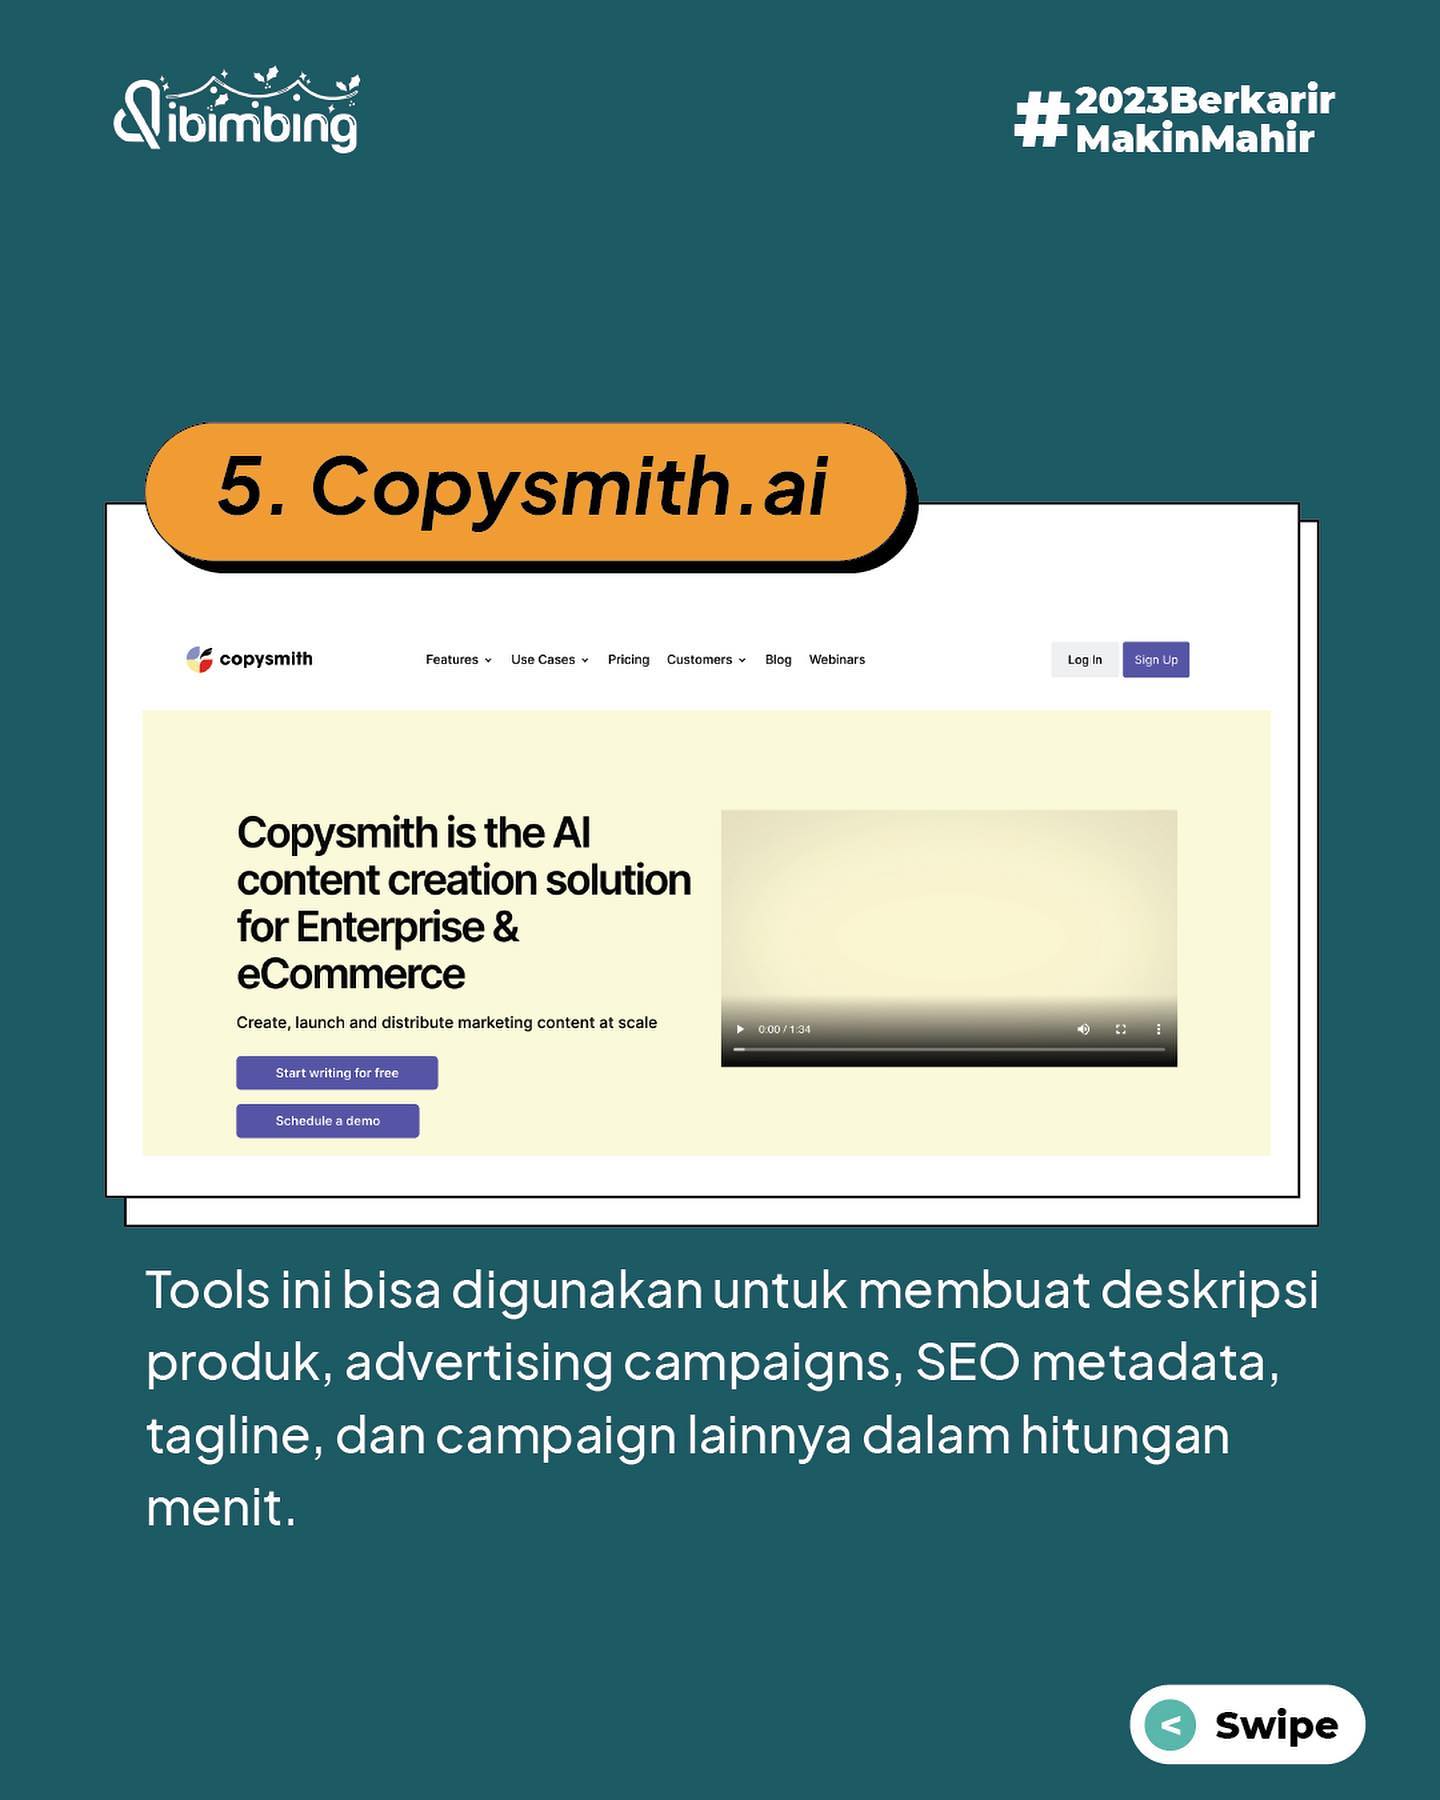 dibimbing
#2023Berkarir
MakinMahir
5. Copysmith.ai
copysmith
Features Use Cases Pricing Customers Blog Webinars Log In Sign Up
Copysmith is the AI
content creation solution
for Enterprise &
eCommerce
Create, launch and distribute marketing content at scale
Start writing for free
Schedule a demo
0:00 / 1:34
Tools ini bisa digunakan untuk membuat deskripsi
produk, advertising campaigns, SEO metadata,
tagline, dan campaign lainnya dalam hitungan
menit.
< Swipe